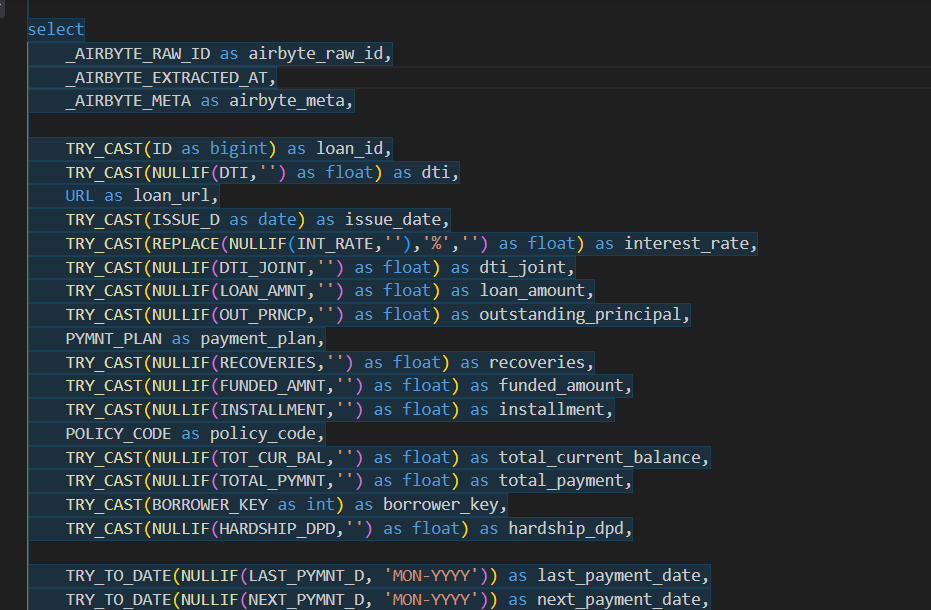 select
_AIRBYTE_RAW_ID as airbyte_raw_id,
_AIRBYTE_EXTRACTED_AT,
_AIRBYTE_META as airbyte_meta,
TRY_CAST(ID as bigint) as loan_id,
TRY_CAST(NULLIF(DTI,'') as float) as dti,
URL as loan_url,
TRY_CAST(ISSUE_D as date) as issue_date,
TRY_CAST(REPLACE(NULLIF(INT_RATE,''),'%','') as float) as interest_rate,
TRY_CAST(NULLIF(DTI_JOINT,'') as float) as dti_joint,
TRY_CAST(NULLIF(LOAN_AMNT,'') as float) as loan_amount,
TRY_CAST(NULLIF(OUT_PRNCP,'') as float) as outstanding_principal,
PYMNT_PLAN as payment_plan,
TRY_CAST(NULLIF(RECOVERIES,'') as float) as recoveries,
TRY_CAST(NULLIF(FUNDED_AMNT,'') as float) as funded_amount,
TRY_CAST(NULLIF(INSTALLMENT,'') as float) as installment,
POLICY_CODE as policy_code,
TRY_CAST(NULLIF(TOT_CUR_BAL,'') as float) as total_current_balance,
TRY_CAST(NULLIF(TOTAL_PYMNT,'') as float) as total_payment,
TRY_CAST(BORROWER_KEY as int) as borrower_key,
TRY_CAST(NULLIF(HARDSHIP_DPD,'') as float) as hardship_dpd,
TRY_TO_DATE(NULLIF(LAST_PYMNT_D, 'MON-YYYY')) as last_payment_date,
TRY_TO_DATE(NULLIF(NEXT_PYMNT_D, 'MON-YYYY')) as next_payment_date,